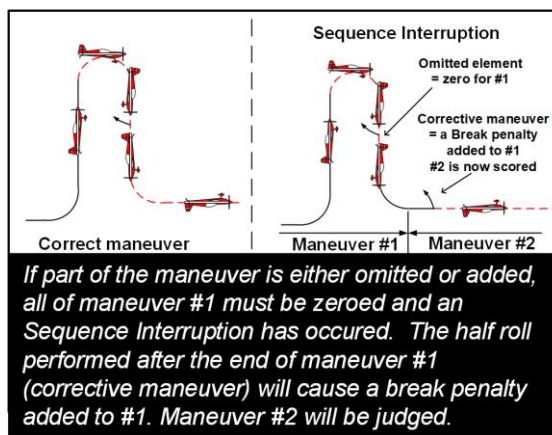 Sequence Interruption
Omitted element
= zero for #1
Corrective maneuver
= a Break penalty
added to #1
#2 is now scored
Correct maneuver
Maneuver #1
Maneuver #2
If part of the maneuver is either omitted or added,
all of maneuver #1 must be zeroed and an
Sequence Interruption has occured. The half roll
performed after the end of maneuver #1
(corrective maneuver) will cause a break penalty
added to #1. Maneuver #2 will be judged.